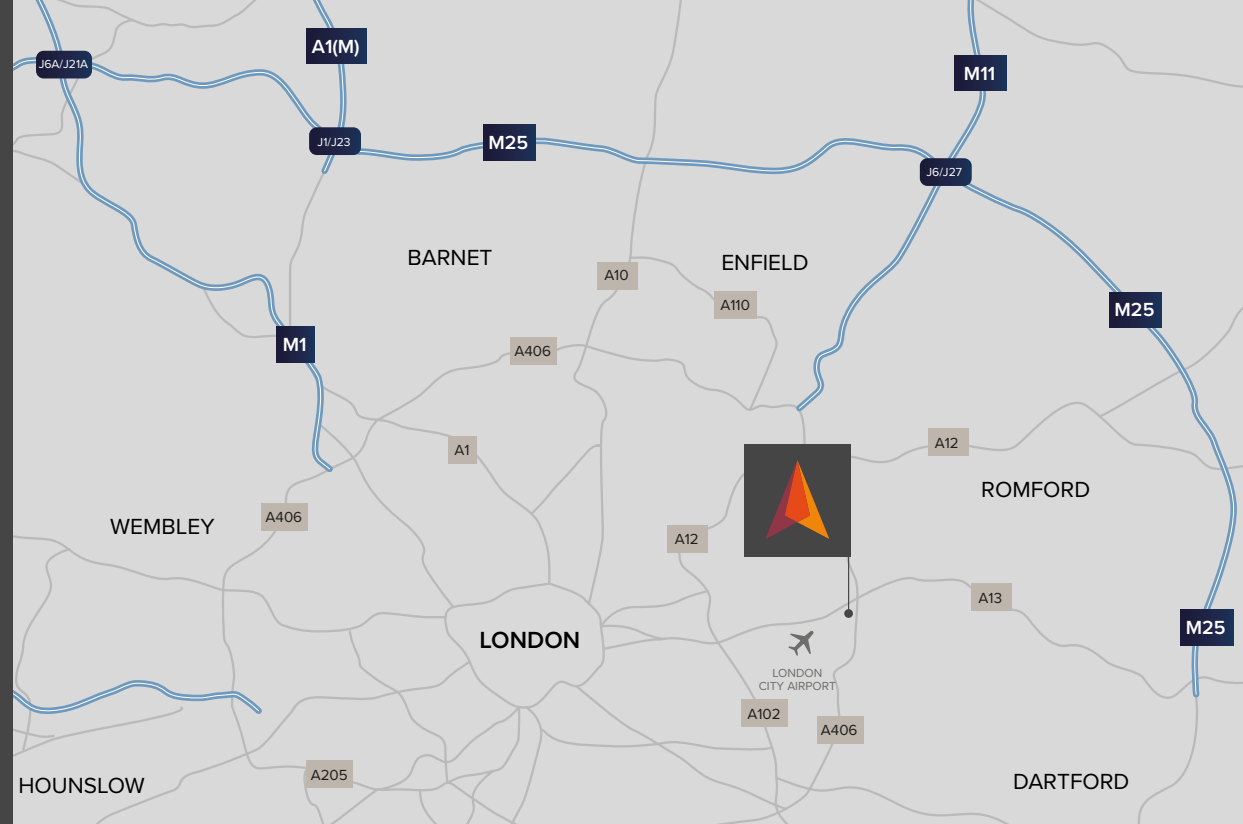 A1(M)
J6A/J21A
M11
J1/J23
M25
J6/J27
BARNET
ENFIELD
A10
A110
M25
M1
A406
A1
A12
ROMFORD
A406
WEMBLEY
A12
A13
M25
LONDON
LONDON
CITY AIRPORT
A102
A406
A205
HOUNSLOW
DARTFORD